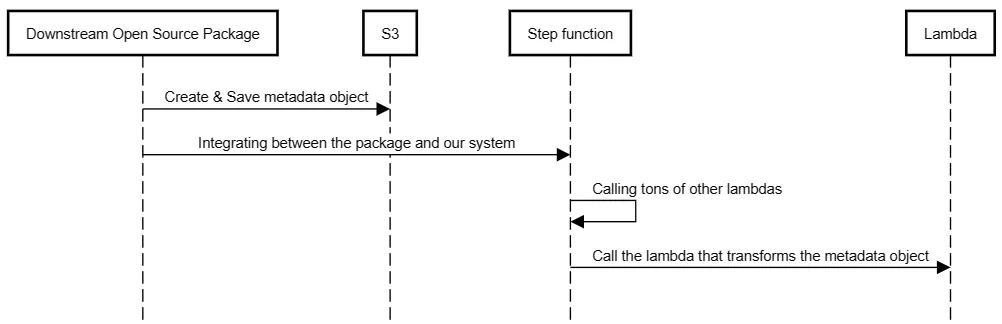 Downstream Open Source Package
S3
Step function
Lambda
Create & Save metadata object
Integrating between the package and our system
Calling tons of other lambdas
Call the lambda that transforms the metadata object